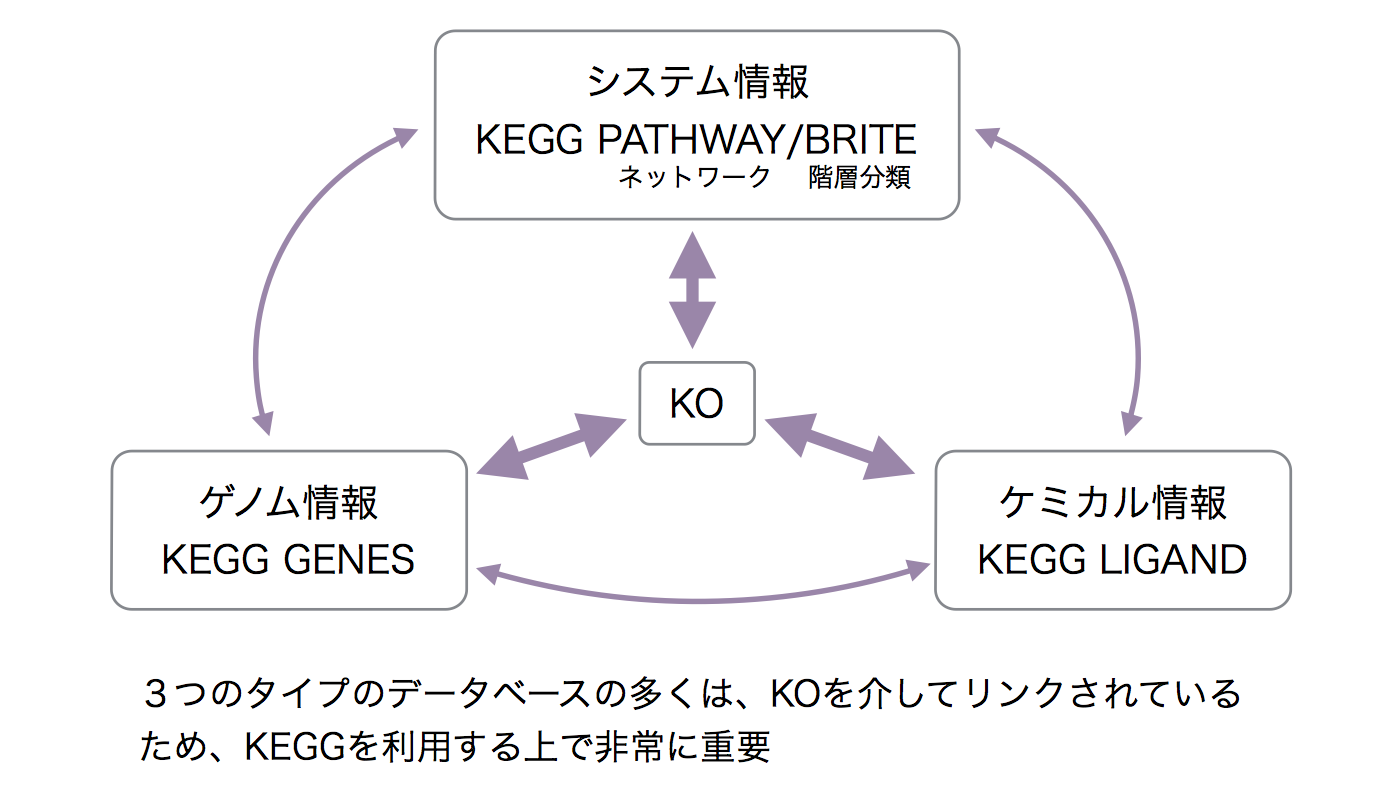 システム情報
KEGG PATHWAY/BRITE
ネットワーク 階層分類
KO
ゲノム情報
KEGG GENES
ケミカル情報
KEGG LIGAND
３つのタイプのデータベースの多くは、KOを介してリンクされている
ため、KEGGを利用する上で非常に重要